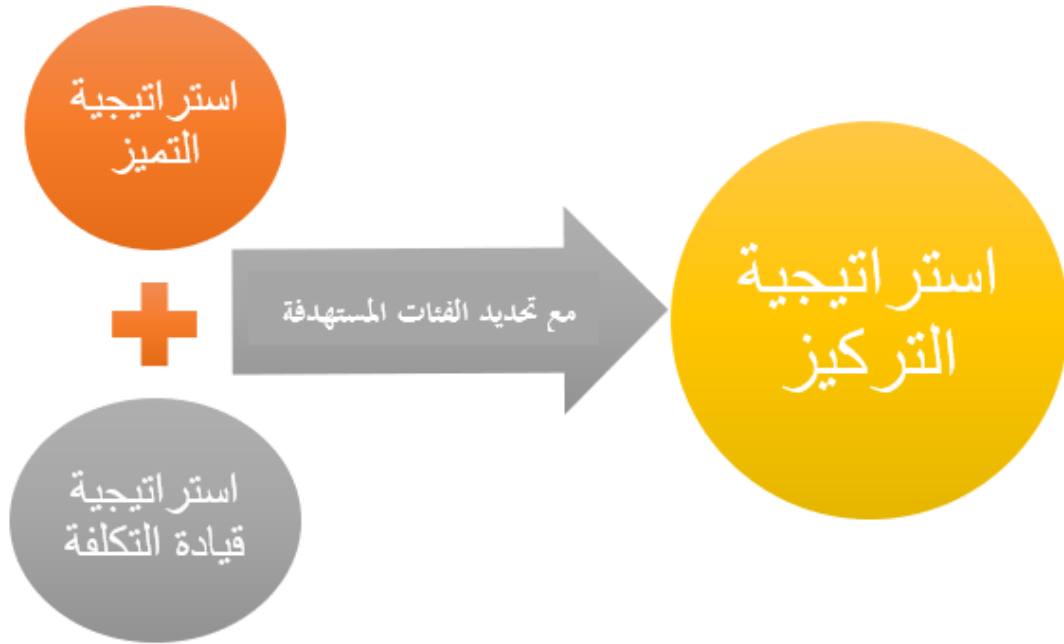 استراتيجية
التميز
مع تحديد الفئات المستهدفة
استراتيجية
التركيز
استراتيجية
قيادة التكلفة